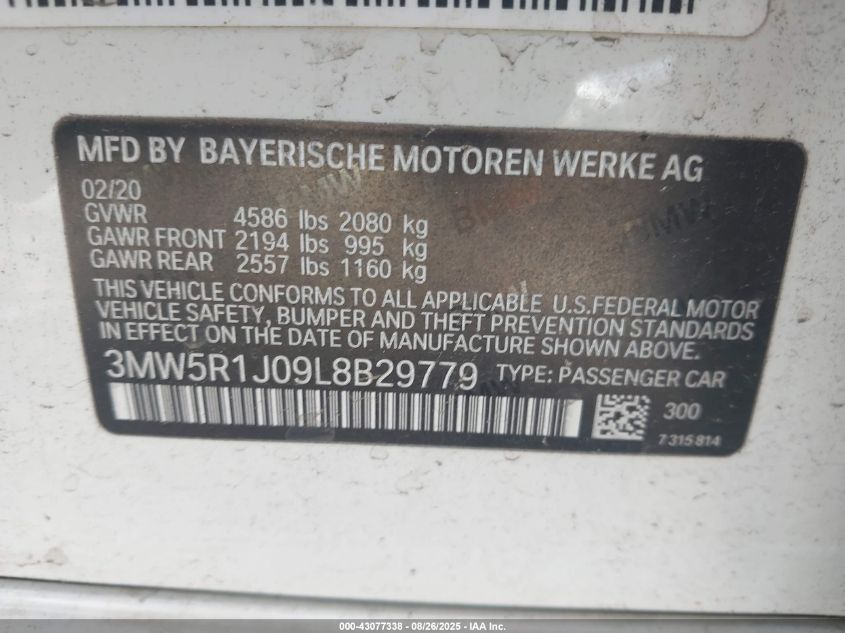 MFD BY BAYERISCHE MOTOREN WERKE AG
02/20
GVWR 4586 lbs 2080 kg
GAWR FRONT 2194 lbs 995 kg
GAWR REAR 2557 lbs 1160 kg
THIS VEHICLE CONFORMS TO ALL APPLICABLE U.S.FEDERAL MOTOR
VEHICLE SAFETY, BUMPER AND THEFT PREVENTION STANDARDS
IN EFFECT ON THE DATE OF MANUFACTURE SHOWN ABOVE.
3MW5R1J09L8B29779 TYPE: PASSENGER CAR
300
7315814
000-43077338 - 08/26/2025 - IAA Inc.